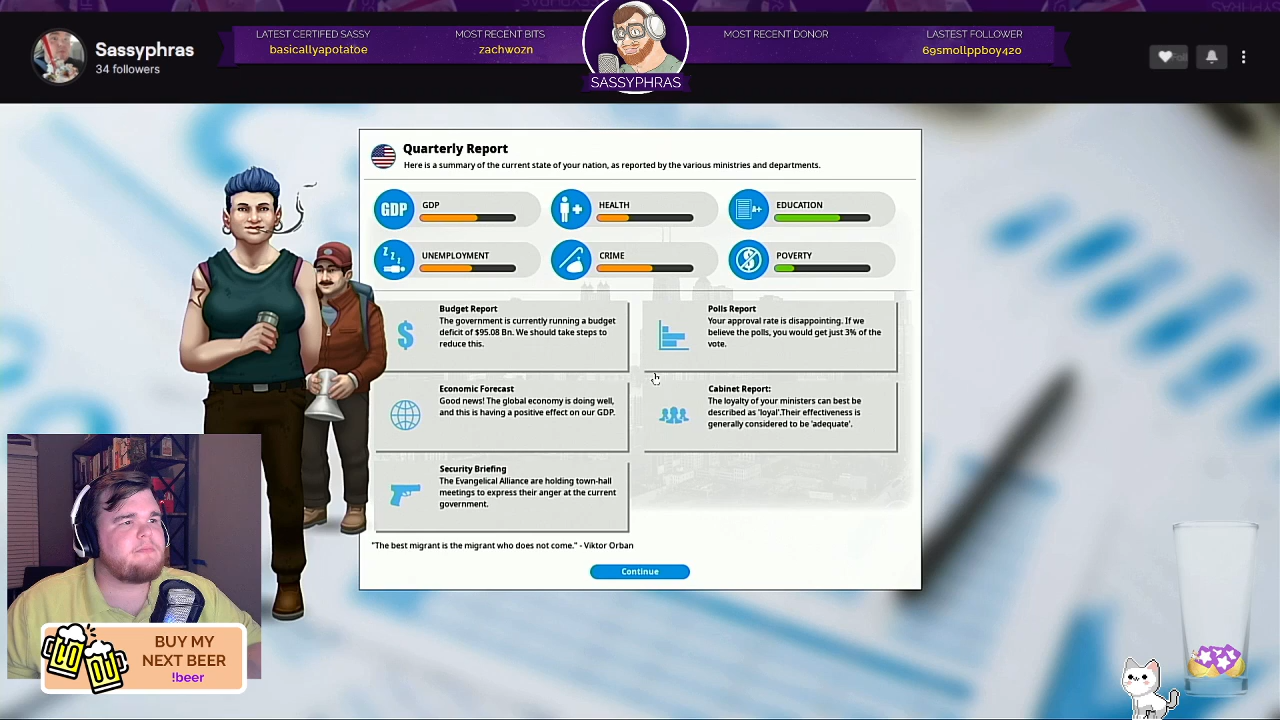 LATEST CERTIFED SASSY
basicallyapotatoe
MOST RECENT BITS
zachwozn
MOST RECENT DONOR
LASTEST FOLLOWER
69smollppboy420
Sassyphras
34 followers
SASSYPHRAS
Quarterly Report
Here is a summary of the current state of your nation, as reported by the various ministries and departments.
GDP
GDP
HEALTH
A+
EDUCATION
UNEMPLOYMENT
CRIME
POVERTY
Budget Report
The government is currently running a budget
deficit of $95.08 Bn. We should take steps to
reduce this.
Polls Report
Your approval rate is disappointing. If we
believe the polls, you would get just 3% of the
vote.
Economic Forecast
Good news! The global economy is doing well,
and this is having a positive effect on our GDP.
Cabinet Report:
The loyalty of your ministers can best be
described as 'loyal'.Their effectiveness is
generally considered to be 'adequate'.
Security Briefing
The Evangelical Alliance are holding town-hall
meetings to express their anger at the current
government.
"The best migrant is the migrant who does not come." - Viktor Orban
Continue
BUY MY
NEXT BEER
!beer